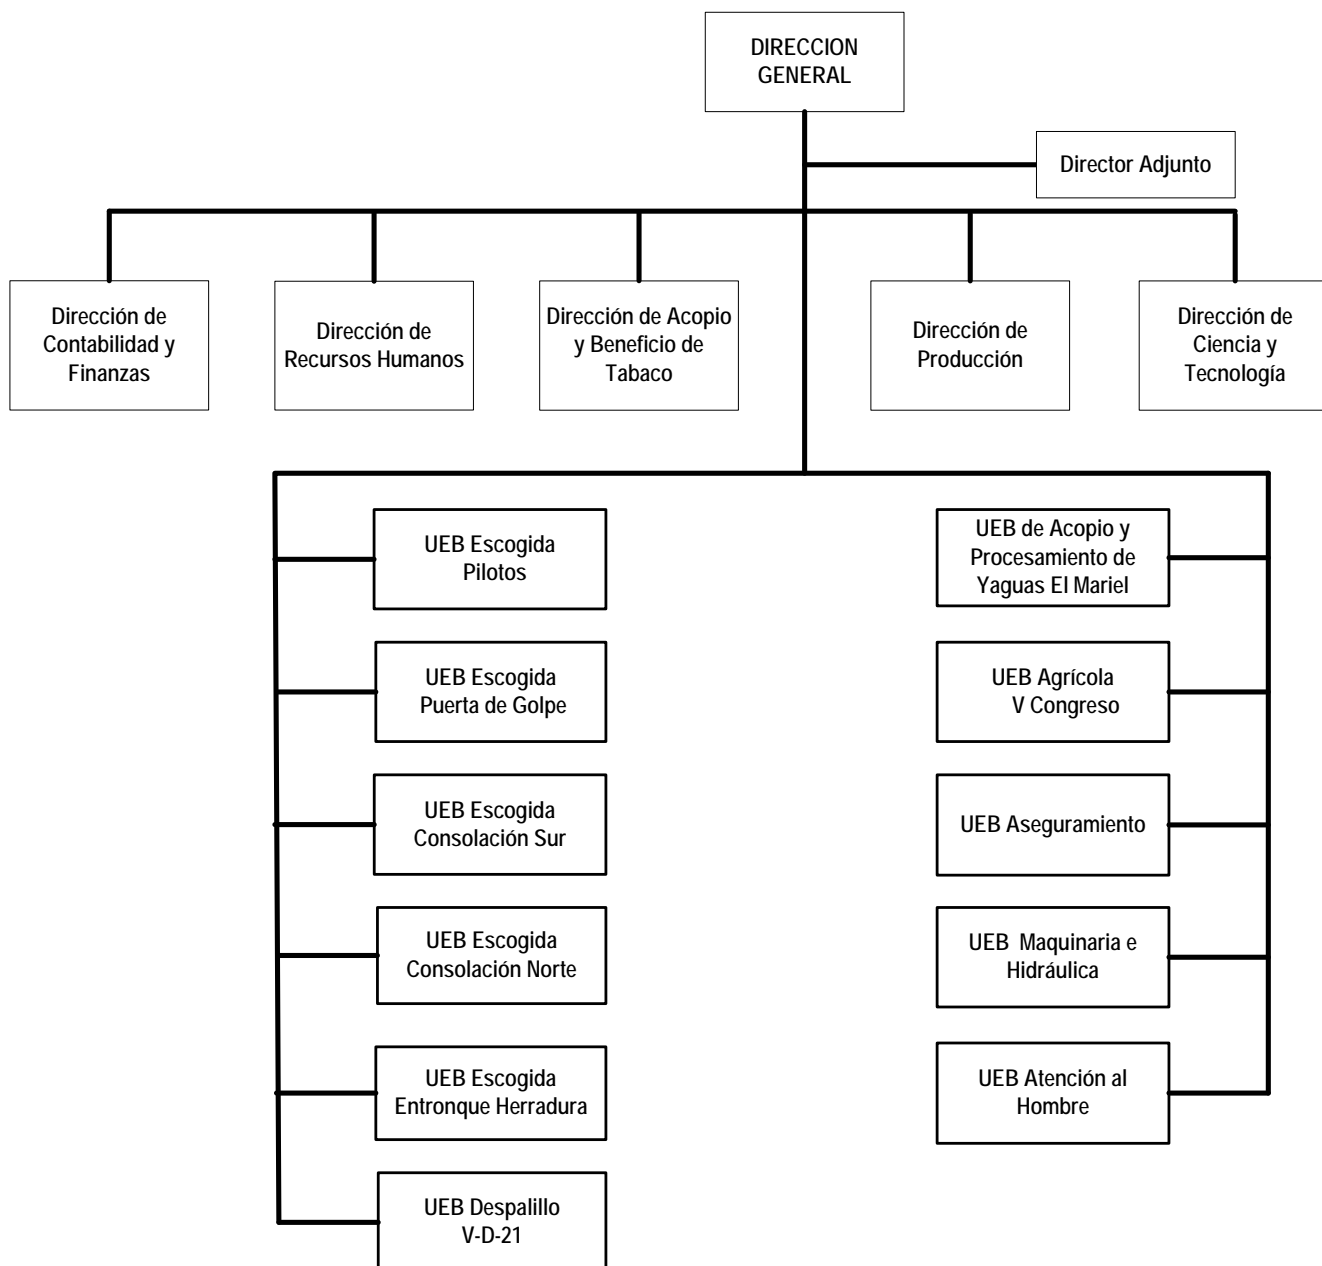 DIRECCION
GENERAL
Director Adjunto
Dirección de
Contabilidad y
Finanzas
Dirección de
Recursos Humanos
Dirección de Acopio
y Beneficio de
Tabaco
Dirección de
Producción
Dirección de
Ciencia y
Tecnología
UEB Escogida
Pilotos
UEB Escogida
Puerta de Golpe
UEB Escogida
Consolación Sur
UEB Escogida
Consolación Norte
UEB Escogida
Entronque Herradura
UEB Despalillo
V-D-21
UEB de Acopio y
Procesamiento de
Yaguas El Mariel
UEB Agrícola
V Congreso
UEB Aseguramiento
UEB Maquinaria e
Hidráulica
UEB Atención al
Hombre